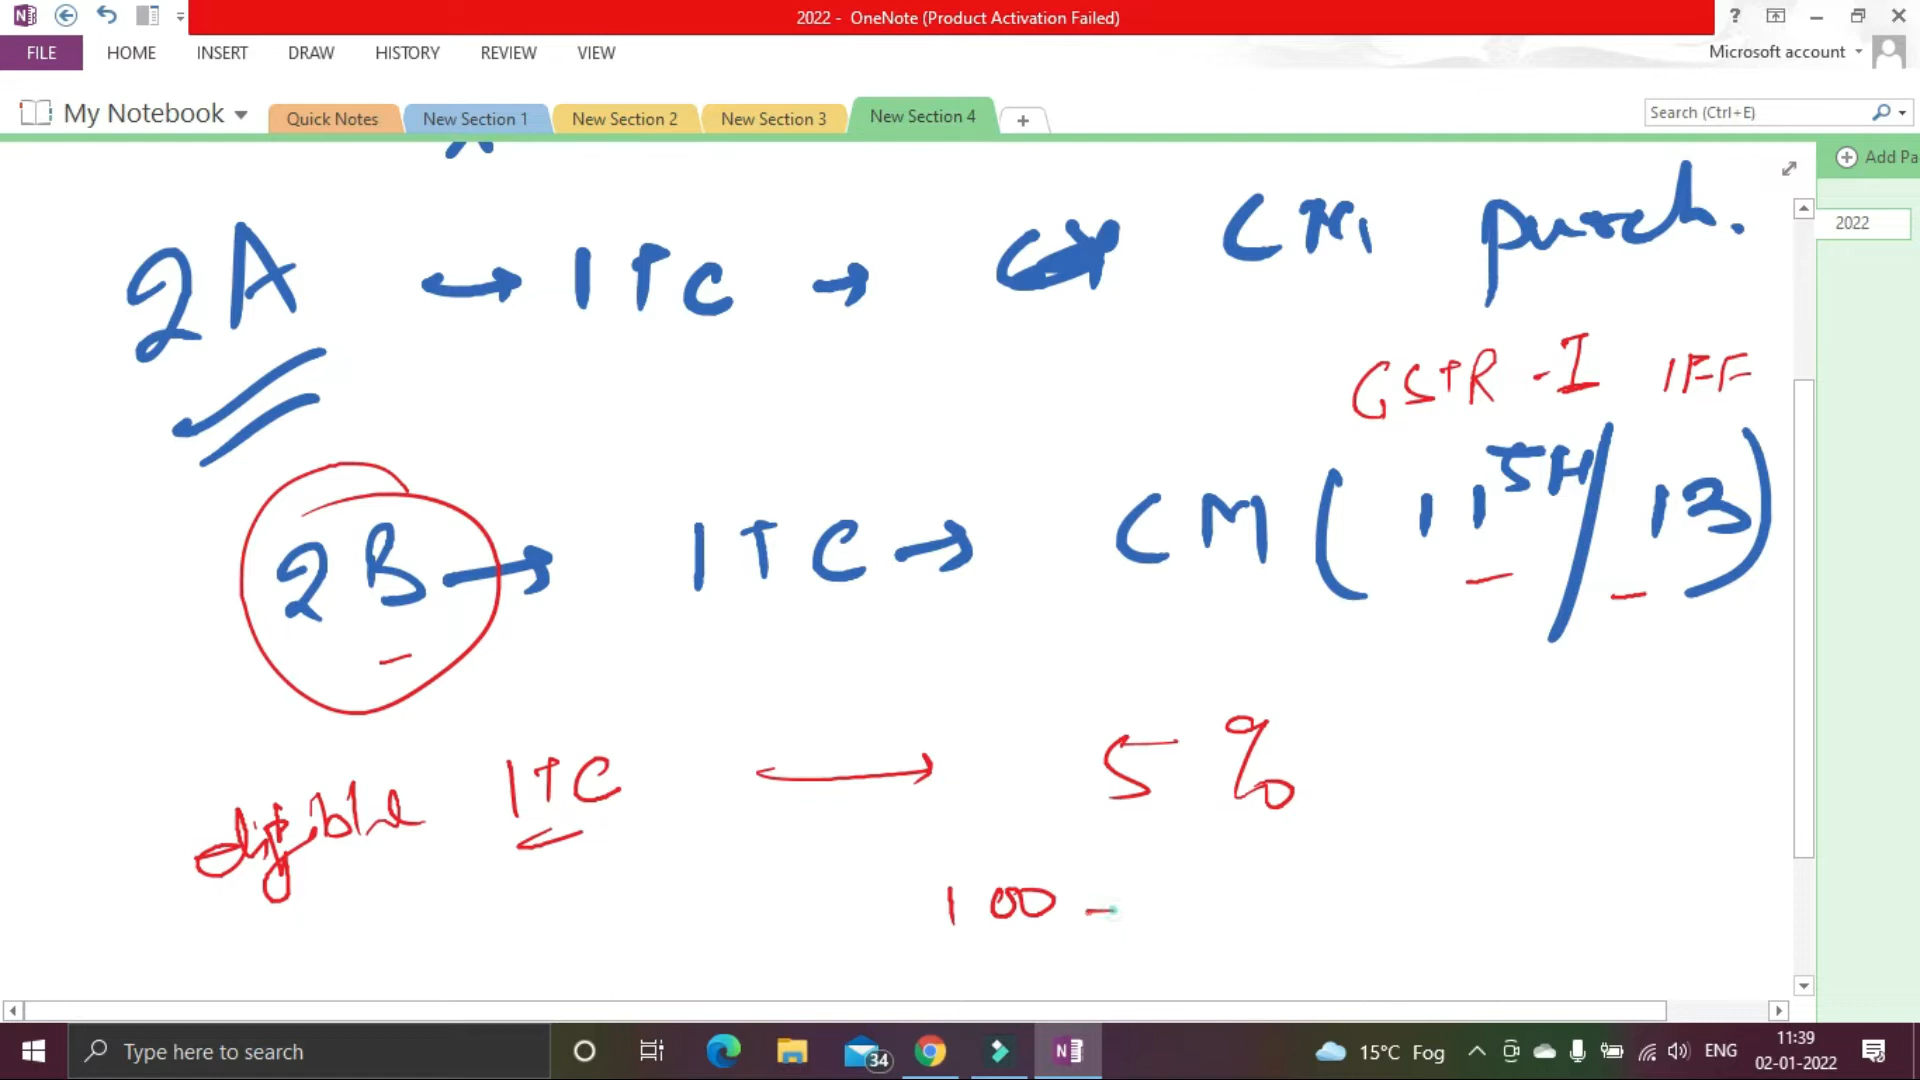 2022 - OneNote (Product Activation Failed)
FILE HOME INSERT DRAW HISTORY REVIEW VIEW
Microsoft account
My Notebook
Quick Notes New Section 1 New Section 2 New Section 3 New Section 4 +
Search (Ctrl+E)
Add Pa
2022
2A ITC CM purch.
GSTR-I IFF
2B ITC CM (11 / 13)
eligible ITC 5%
100 -
Type here to search
34
15°C Fog
ENG
11:39
02-01-2022